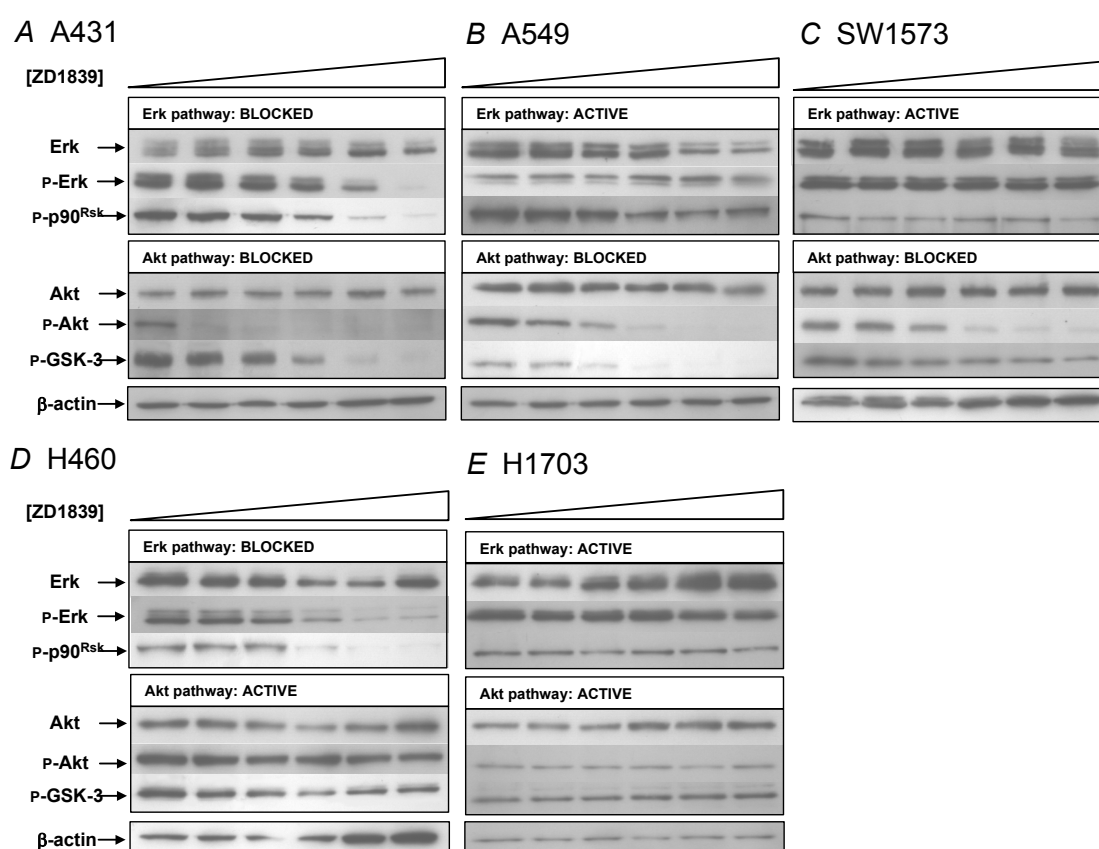 A A431
B A549
C SW1573
[ZD1839]
Erk pathway: BLOCKED
Erk pathway: ACTIVE
Erk pathway: ACTIVE
Erk
P-Erk
P-p90Rsk
Akt pathway: BLOCKED
Akt pathway: BLOCKED
Akt pathway: BLOCKED
Akt
P-Akt
P-GSK-3
β-actin
D H460
E H1703
[ZD1839]
Erk pathway: BLOCKED
Erk pathway: ACTIVE
Erk
P-Erk
P-p90Rsk
Akt pathway: ACTIVE
Akt pathway: ACTIVE
Akt
P-Akt
P-GSK-3
β-actin